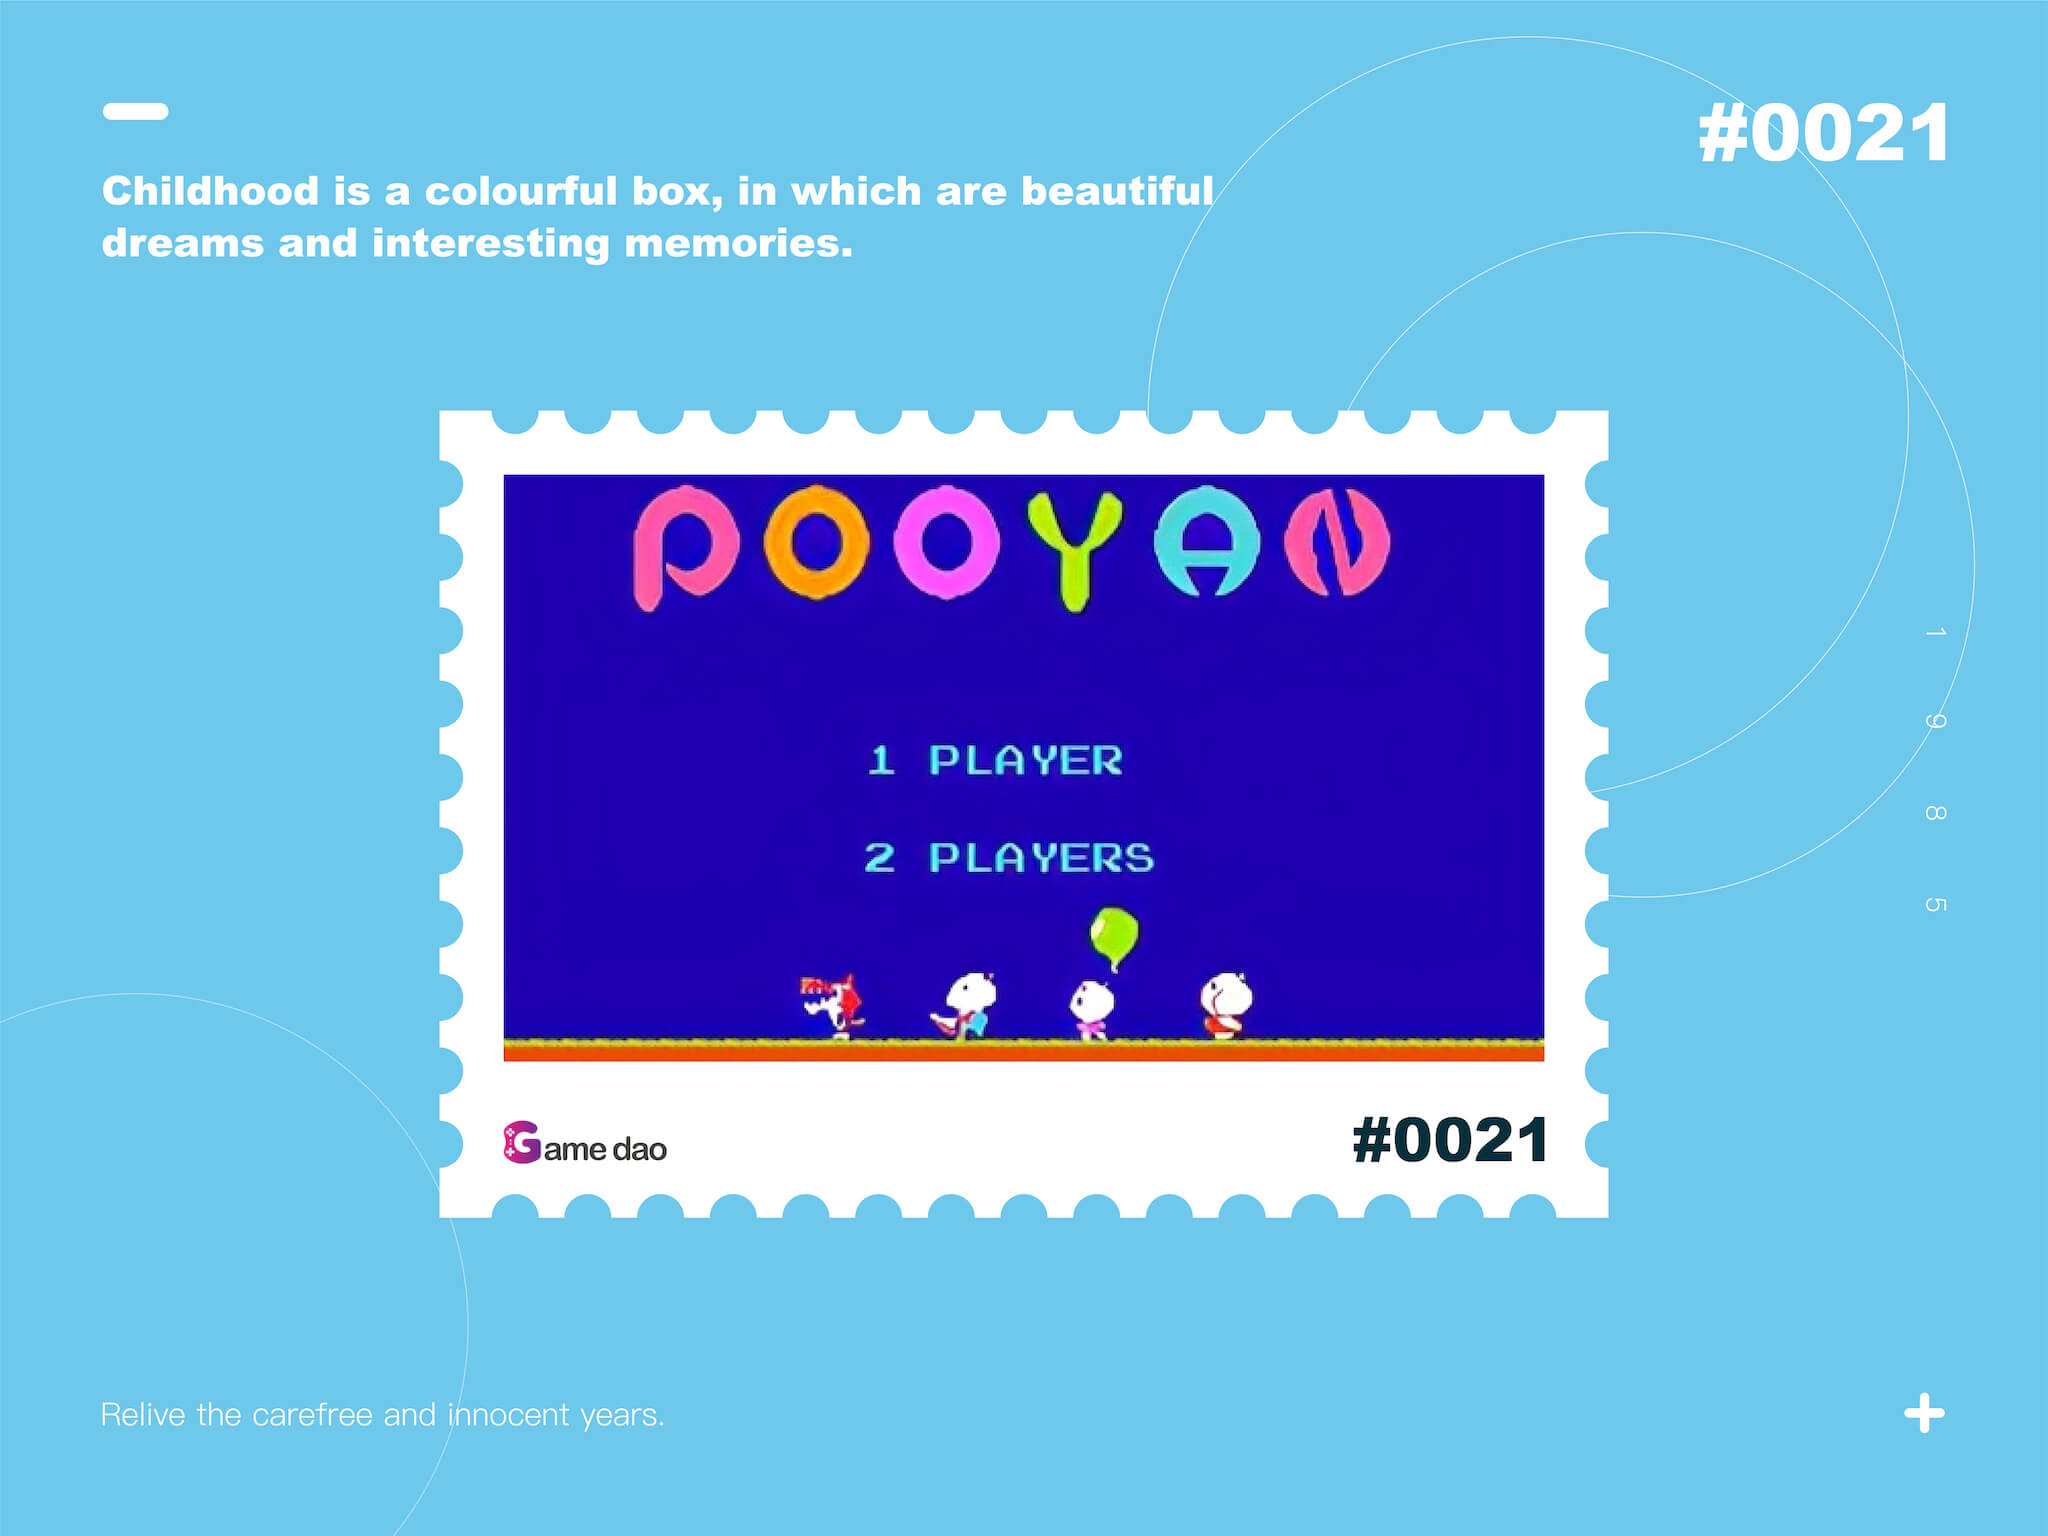 #0021
Childhood is a colourful box, in which are beautiful
dreams and interesting memories.
POOYAN
1 PLAYER
2 PLAYERS
1985
Game dao
#0021
Relive the carefree and innocent years.